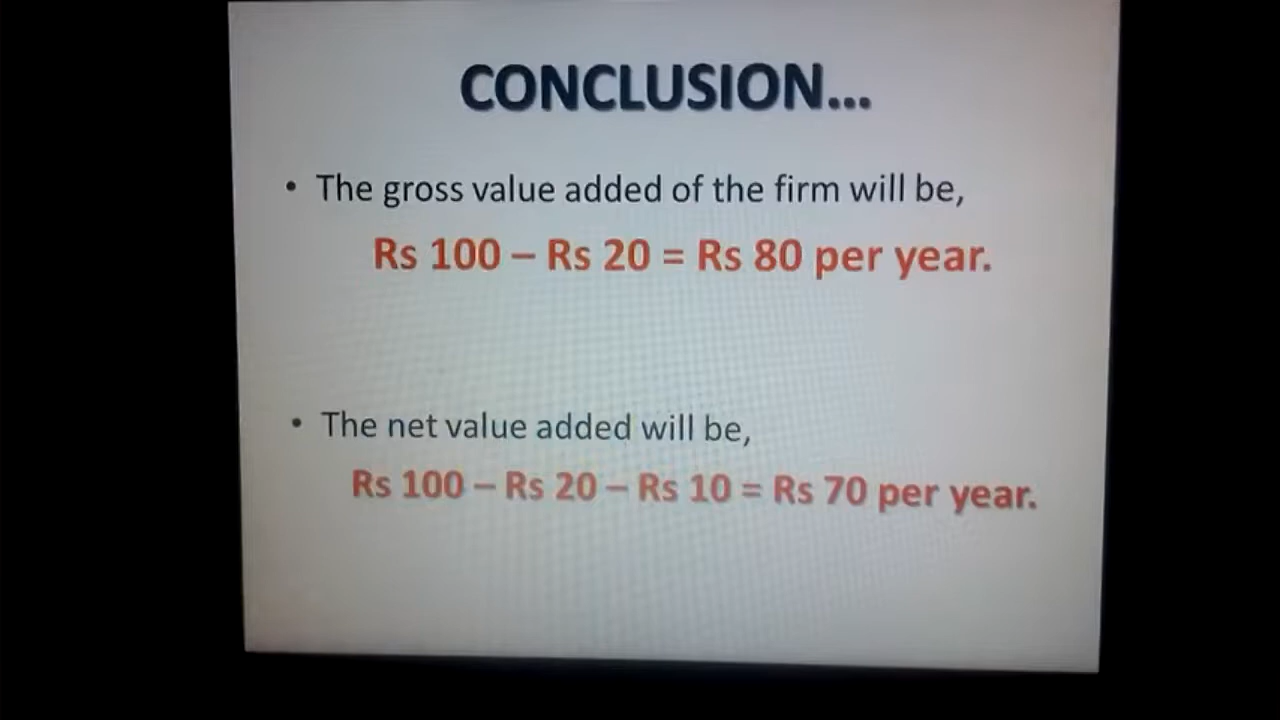 CONCLUSION...
• The gross value added of the firm will be,
Rs 100 – Rs 20 = Rs 80 per year.
• The net value added will be,
Rs 100 – Rs 20 – Rs 10 = Rs 70 per year.